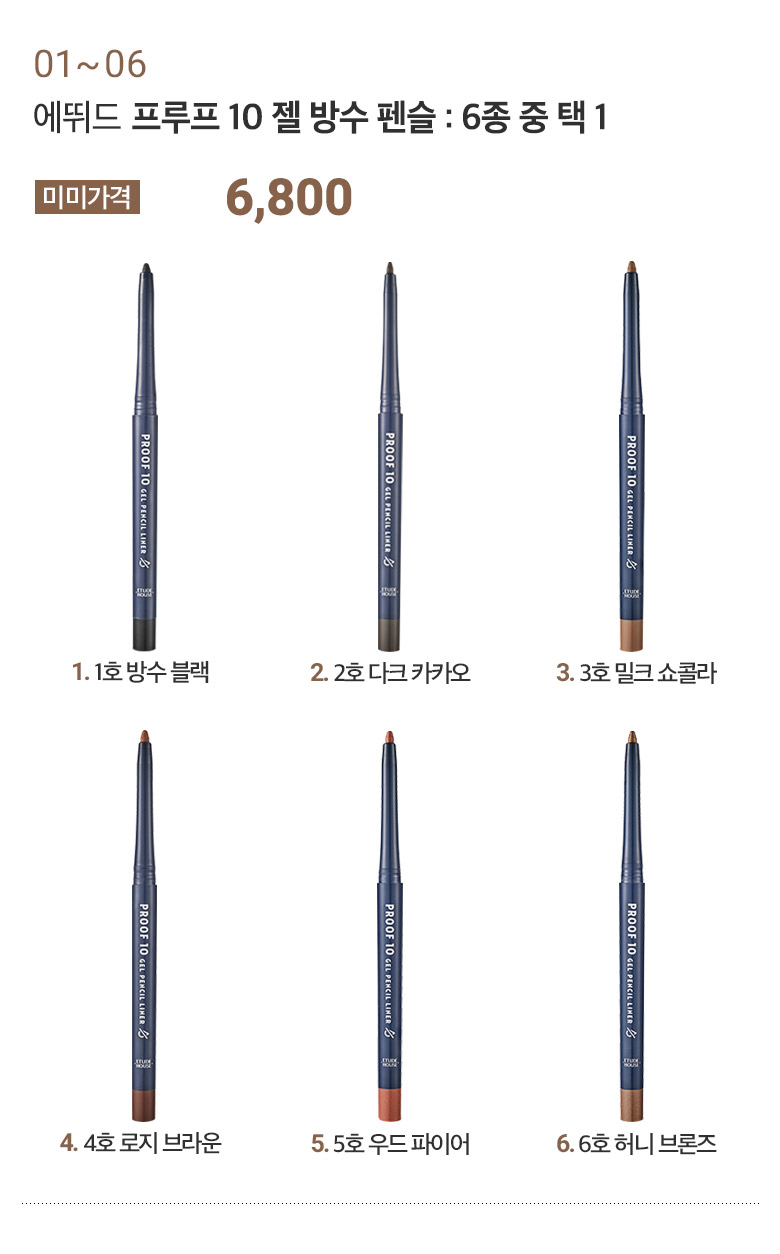 01~06
에뛰드 프루프 10 젤 방수 펜슬 : 6종 중 택 1
미미가격 6,800
PROOF 10 GEL PENCIL LINER
ETUDE HOUSE
PROOF 10 GEL PENCIL LINER
ETUDE HOUSE
PROOF 10 GEL PENCIL LINER
ETUDE HOUSE
1. 1호 방수 블랙
2. 2호 다크 카카오
3. 3호 밀크 쇼콜라
PROOF 10 GEL PENCIL LINER
ETUDE HOUSE
PROOF 10 GEL PENCIL LINER
ETUDE HOUSE
PROOF 10 GEL PENCIL LINER
ETUDE HOUSE
4. 4호 로지 브라운
5. 5호 우드 파이어
6. 6호 허니 브론즈